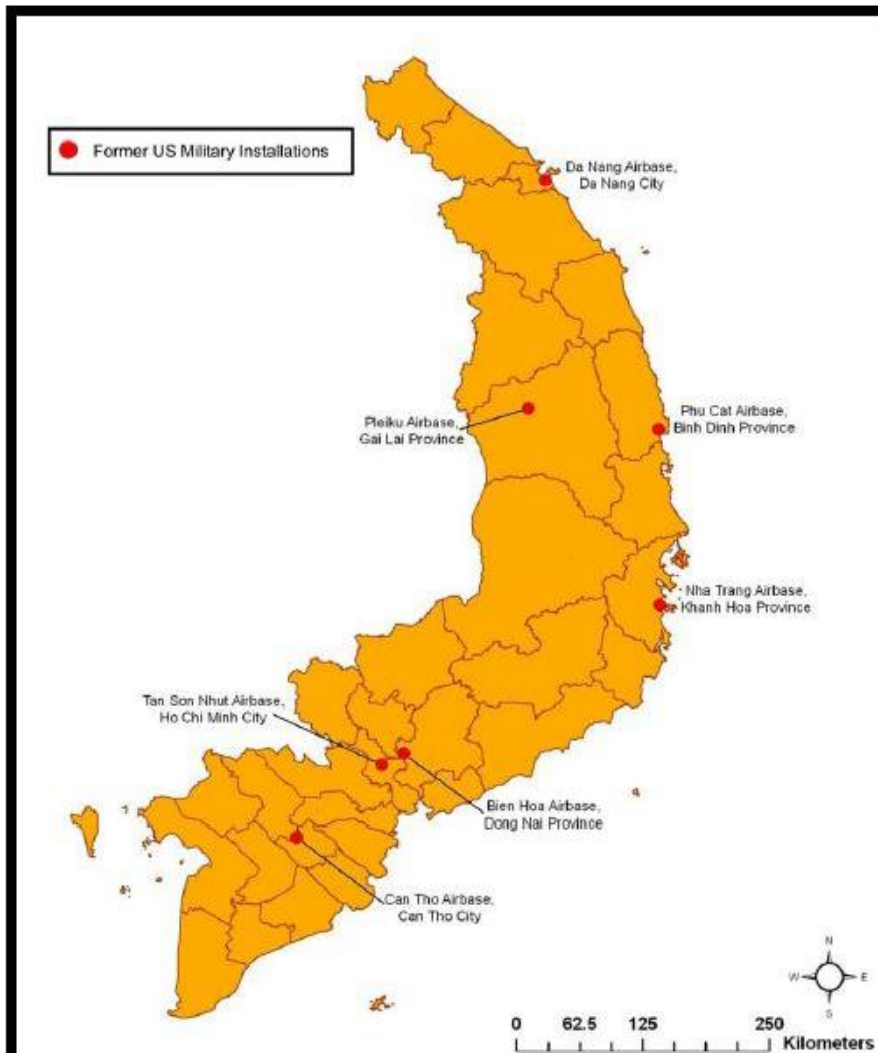 Former US Military Installations
Da Nang Airbase,
Da Nang City
Pleiku Airbase,
Gai Lai Province
Phu Cat Airbase,
Binh Dinh Province
Nha Trang Airbase,
Khanh Hoa Province
Tan Son Nhut Airbase,
Ho Chi Minh City
Bien Hoa Airbase,
Dong Nai Province
Can Tho Airbase,
Can Tho City
N
W E
S
0 62.5 125 250
Kilometers